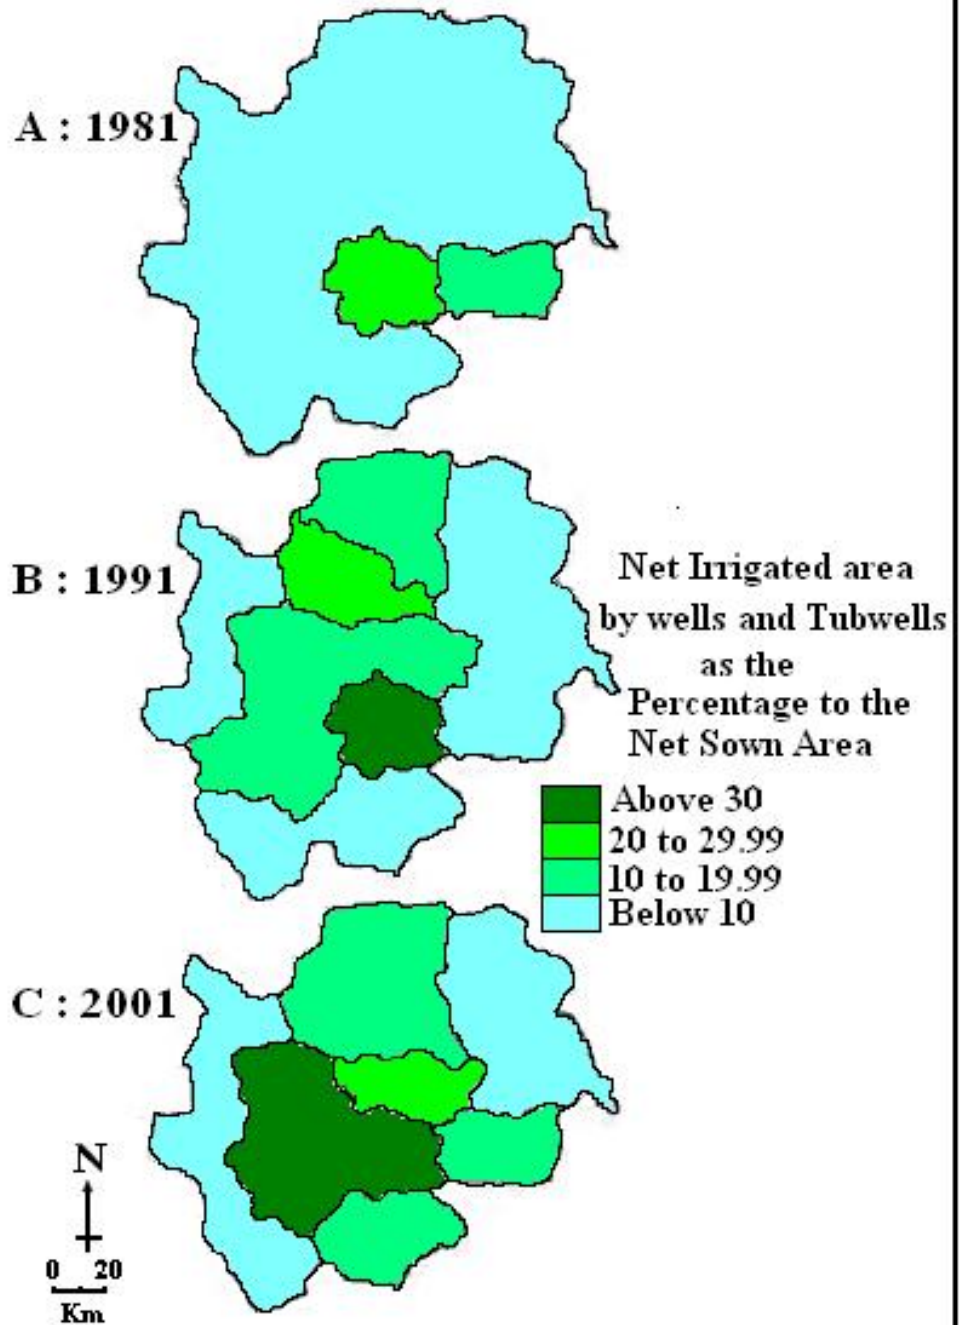 A : 1981
B : 1991
Net Irrigated area
by wells and Tubwells
as the
Percentage to the
Net Sown Area
Above 30
20 to 29.99
10 to 19.99
Below 10
C : 2001
N
0 20
Km